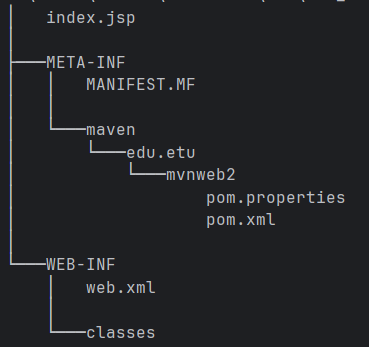 index.jsp
META-INF
MANIFEST.MF
maven
edu.etu
mvnweb2
pom.properties
pom.xml
WEB-INF
web.xml
classes